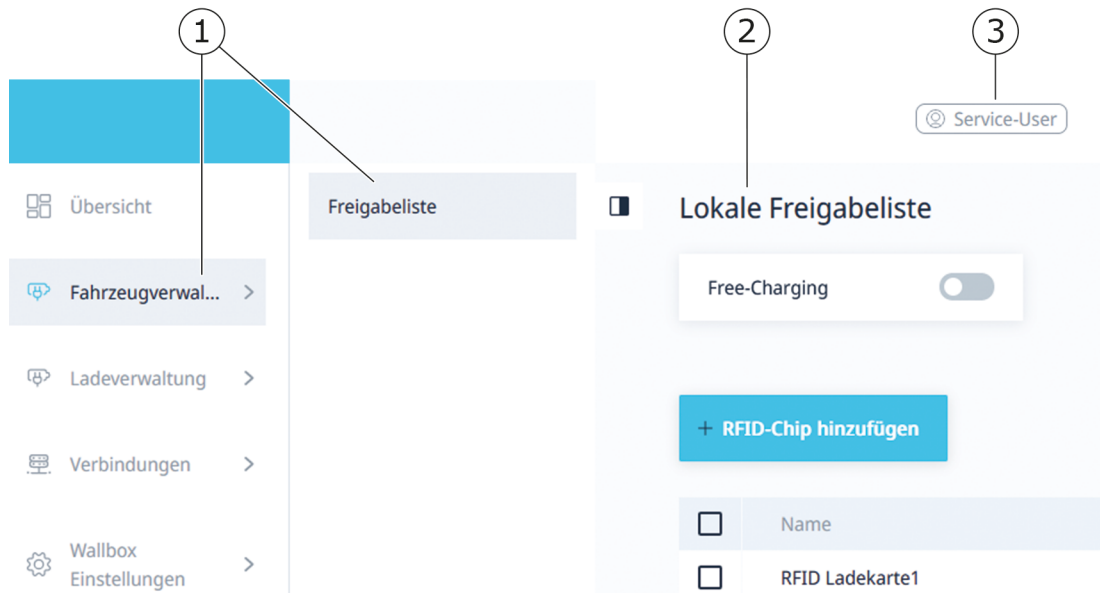 1
2
3
Service-User
Übersicht
Freigabeliste
Lokale Freigabeliste
Fahrzeugverwal...
Free-Charging
Ladeverwaltung
+ RFID-Chip hinzufügen
Verbindungen
Name
Wallbox
Einstellungen
RFID Ladekarte1